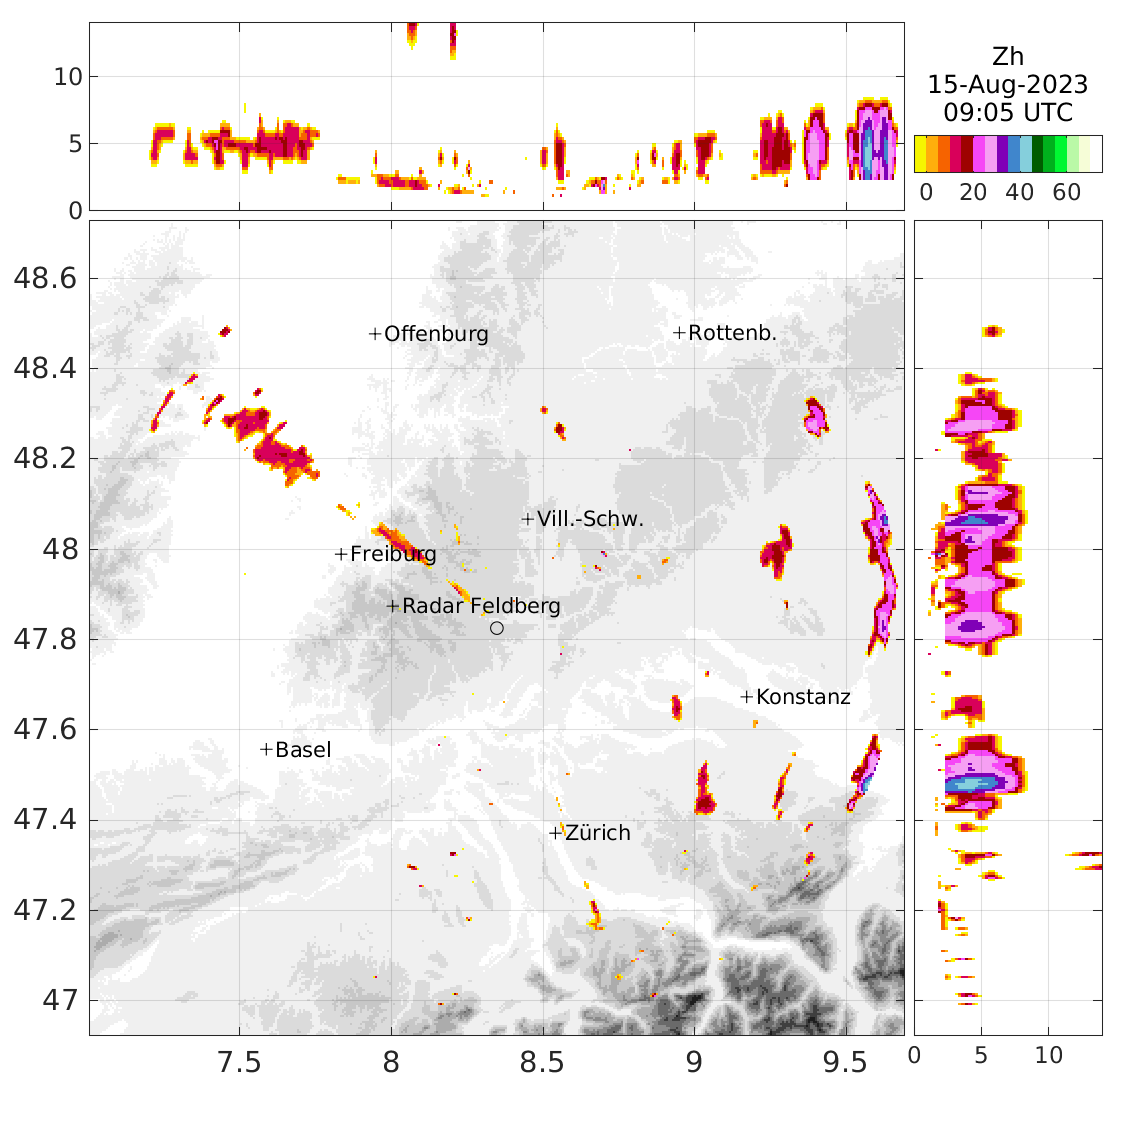 Zh
15-Aug-2023
09:05 UTC
0 20 40 60
10
5
0
48.6
48.4
48.2
48
47.8
47.6
47.4
47.2
47
+Offenburg
+Rottenb.
+Vill.-Schw.
+Freiburg
+Radar Feldberg
+Konstanz
+Basel
+Zürich
7.5 8 8.5 9 9.5
0 5 10